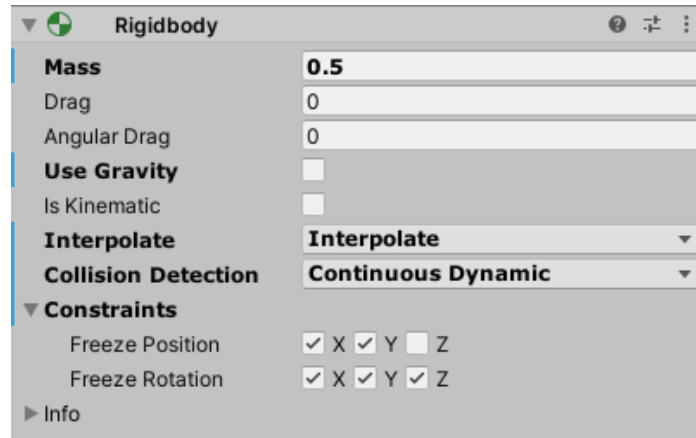 Rigidbody
Mass 0.5
Drag 0
Angular Drag 0
Use Gravity
Is Kinematic
Interpolate Interpolate
Collision Detection Continuous Dynamic
Constraints
Freeze Position X Y Z
Freeze Rotation X Y Z
Info